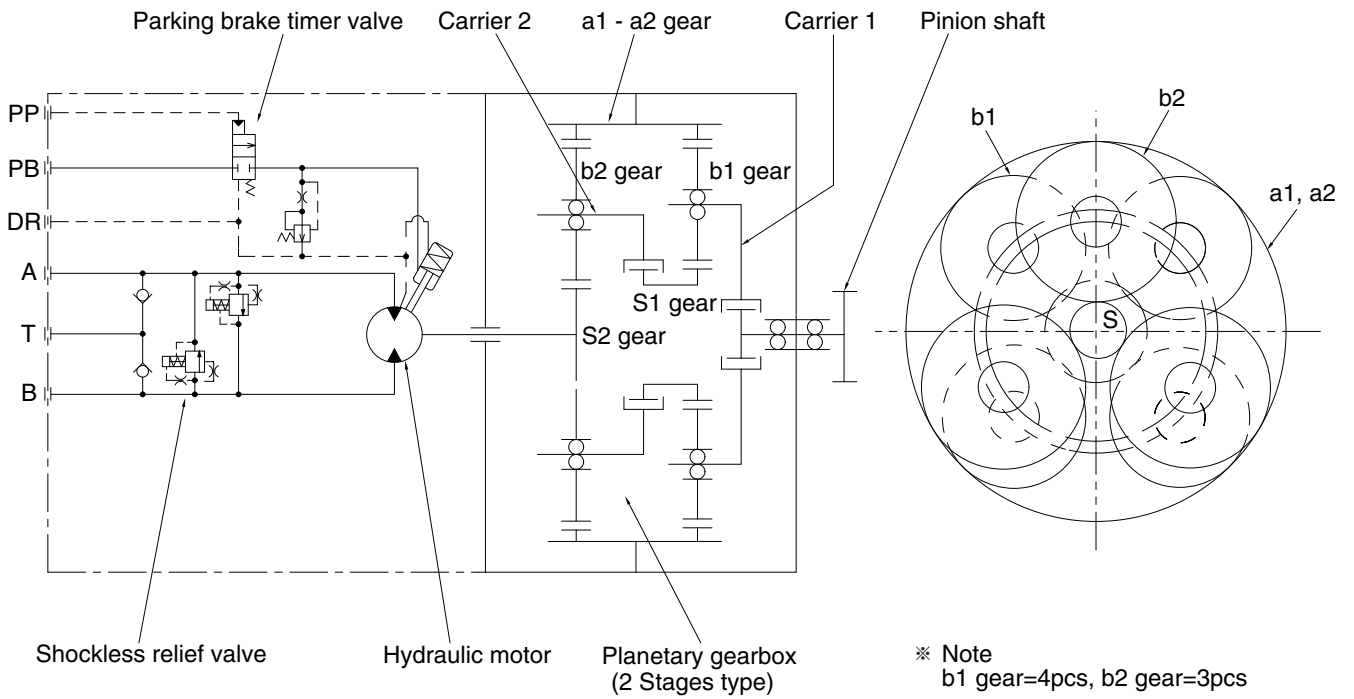 Parking brake timer valve
Carrier 2
a1 - a2 gear
Carrier 1
Pinion shaft
PP
PB
DR
A
T
B
b2 gear
b1 gear
S1 gear
S2 gear
b1
b2
a1, a2
S
Shockless relief valve
Hydraulic motor
Planetary gearbox
(2 Stages type)
※ Note
b1 gear=4pcs, b2 gear=3pcs